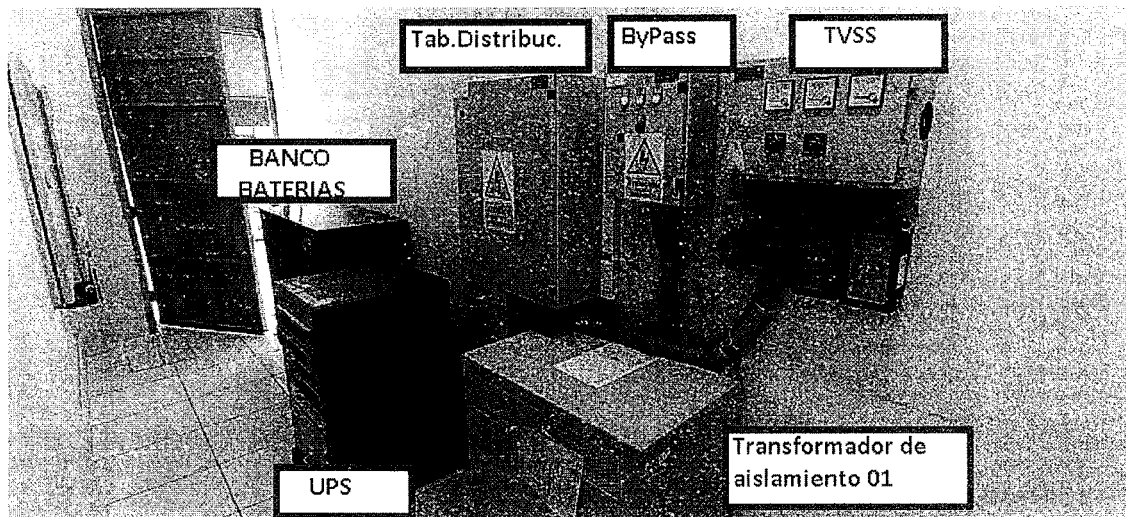 Tab.Distribuc.
ByPass
TVSS
BANCO
BATERIAS
UPS
Transformador de
aislamiento 01